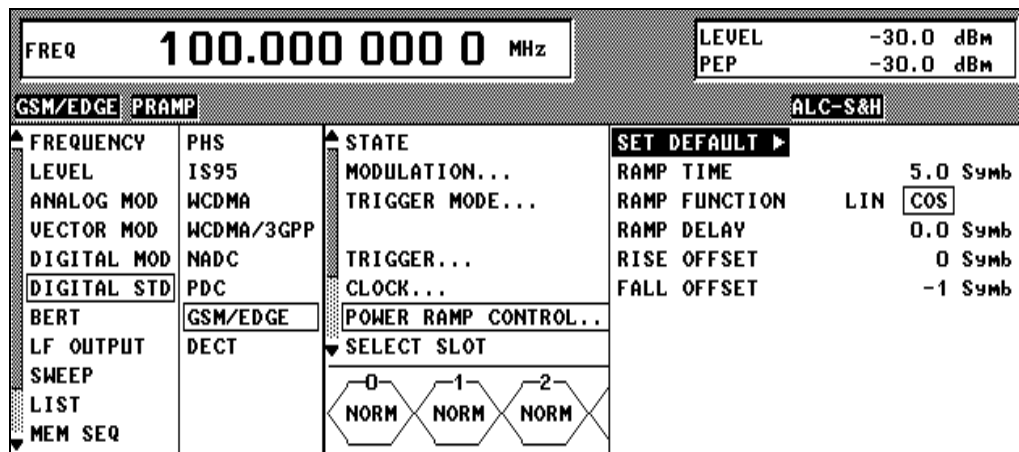 FREQ 100.000 000 0 MHz
LEVEL -30.0 dBm
PEP -30.0 dBm
GSM/EDGE PRAMP ALC-S&H
FREQUENCY
LEVEL
ANALOG MOD
VECTOR MOD
DIGITAL MOD
DIGITAL STD
BERT
LF OUTPUT
SWEEP
LIST
MEM SEQ
PHS
IS95
WCDMA
WCDMA/3GPP
NADC
PDC
GSM/EDGE
DECT
STATE
MODULATION...
TRIGGER MODE...
TRIGGER...
CLOCK...
POWER RAMP CONTROL..
SELECT SLOT
0 1 2
NORM NORM NORM
SET DEFAULT ▶
RAMP TIME 5.0 Symb
RAMP FUNCTION LIN COS
RAMP DELAY 0.0 Symb
RISE OFFSET 0 Symb
FALL OFFSET -1 Symb